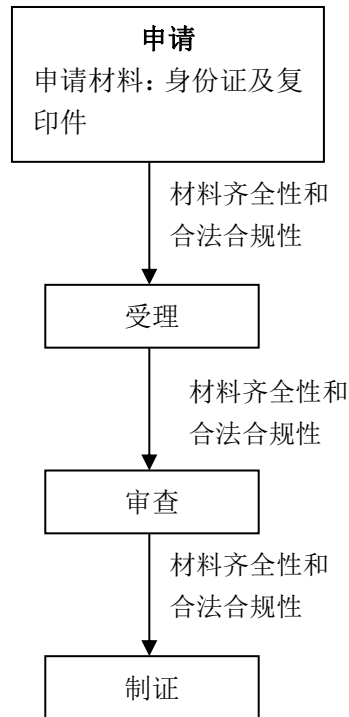 申请
申请材料：身份证及复
印件
材料齐全性和
合法合规性
受理
材料齐全性和
合法合规性
审查
材料齐全性和
合法合规性
制证